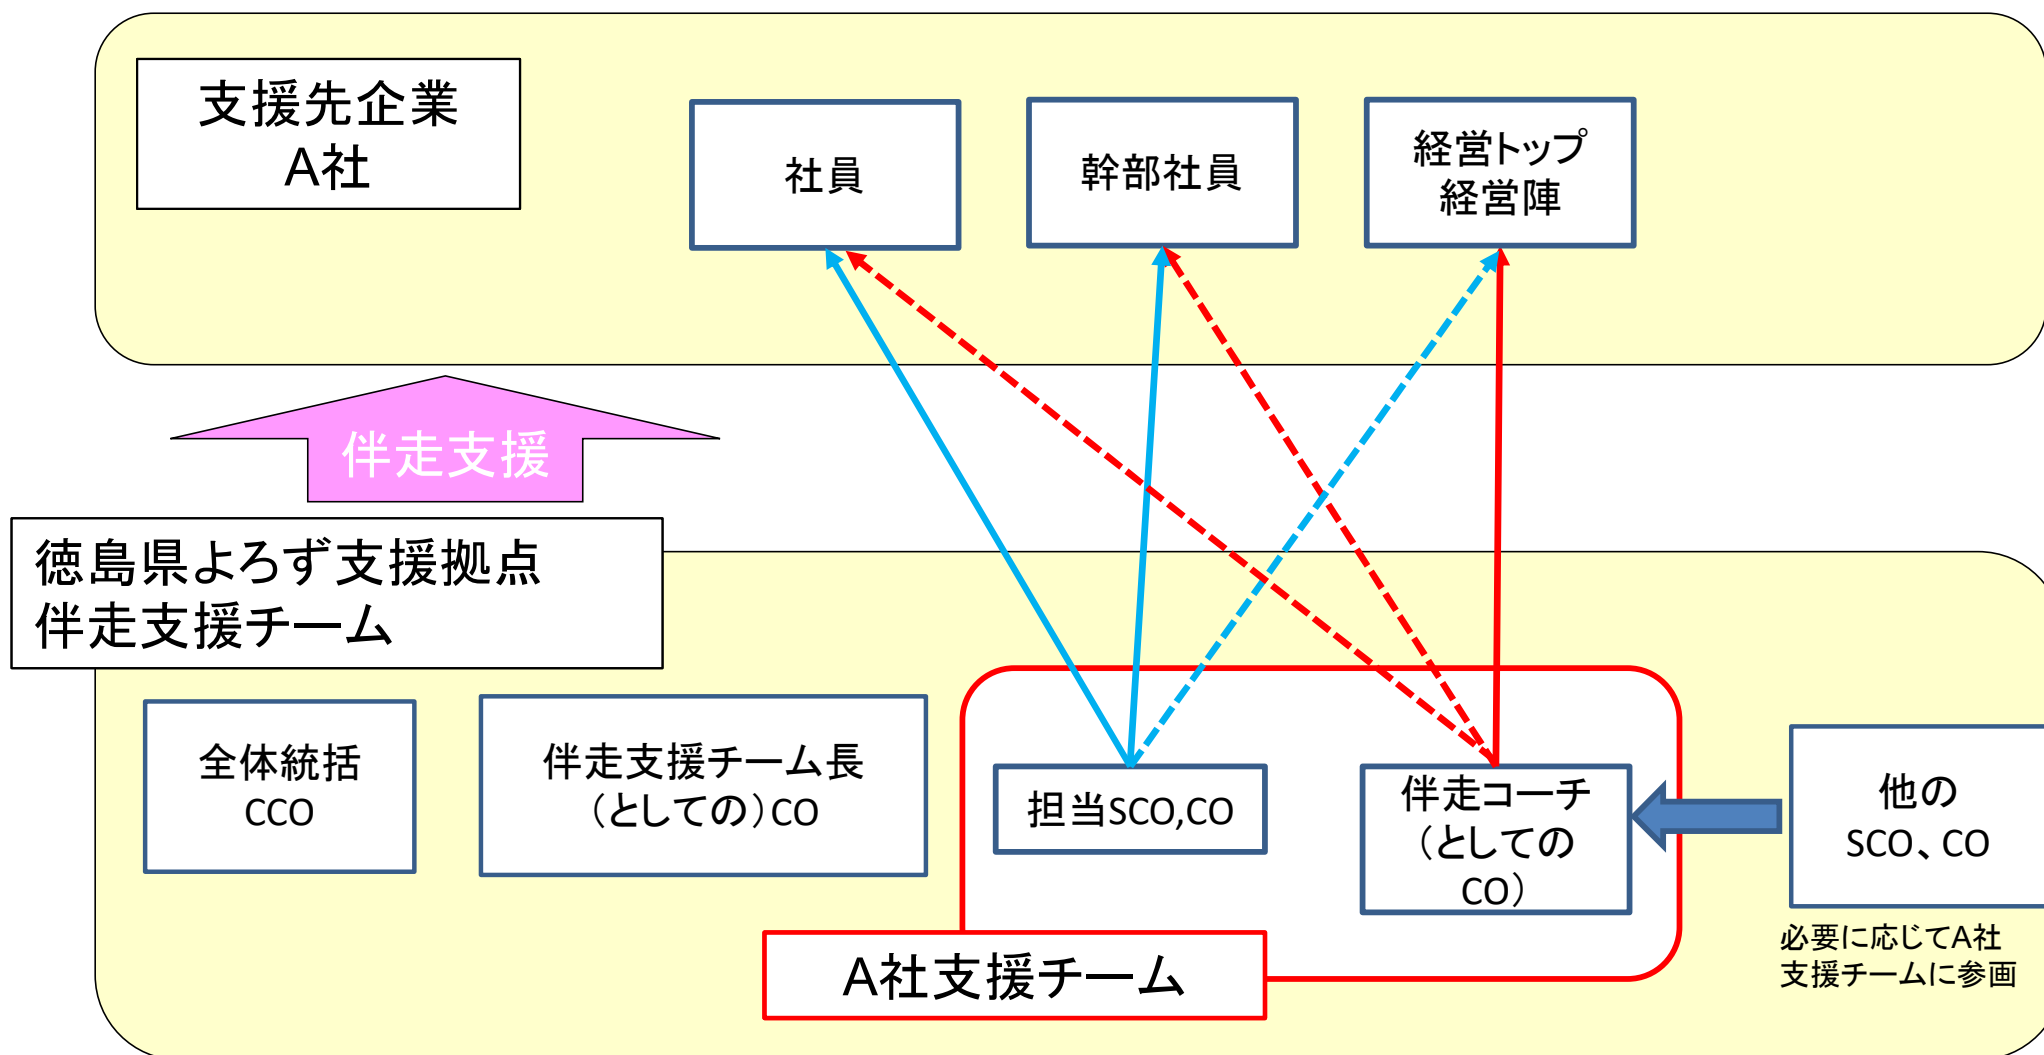 支援先企業
A社
社員
幹部社員
経営トップ
経営陣
伴走支援
徳島県よろず支援拠点
伴走支援チーム
全体統括
CCO
伴走支援チーム長
（としての）CO
担当SCO,CO
伴走コーチ
（としての
CO）
他の
SCO、CO
必要に応じてA社
支援チームに参画
A社支援チーム